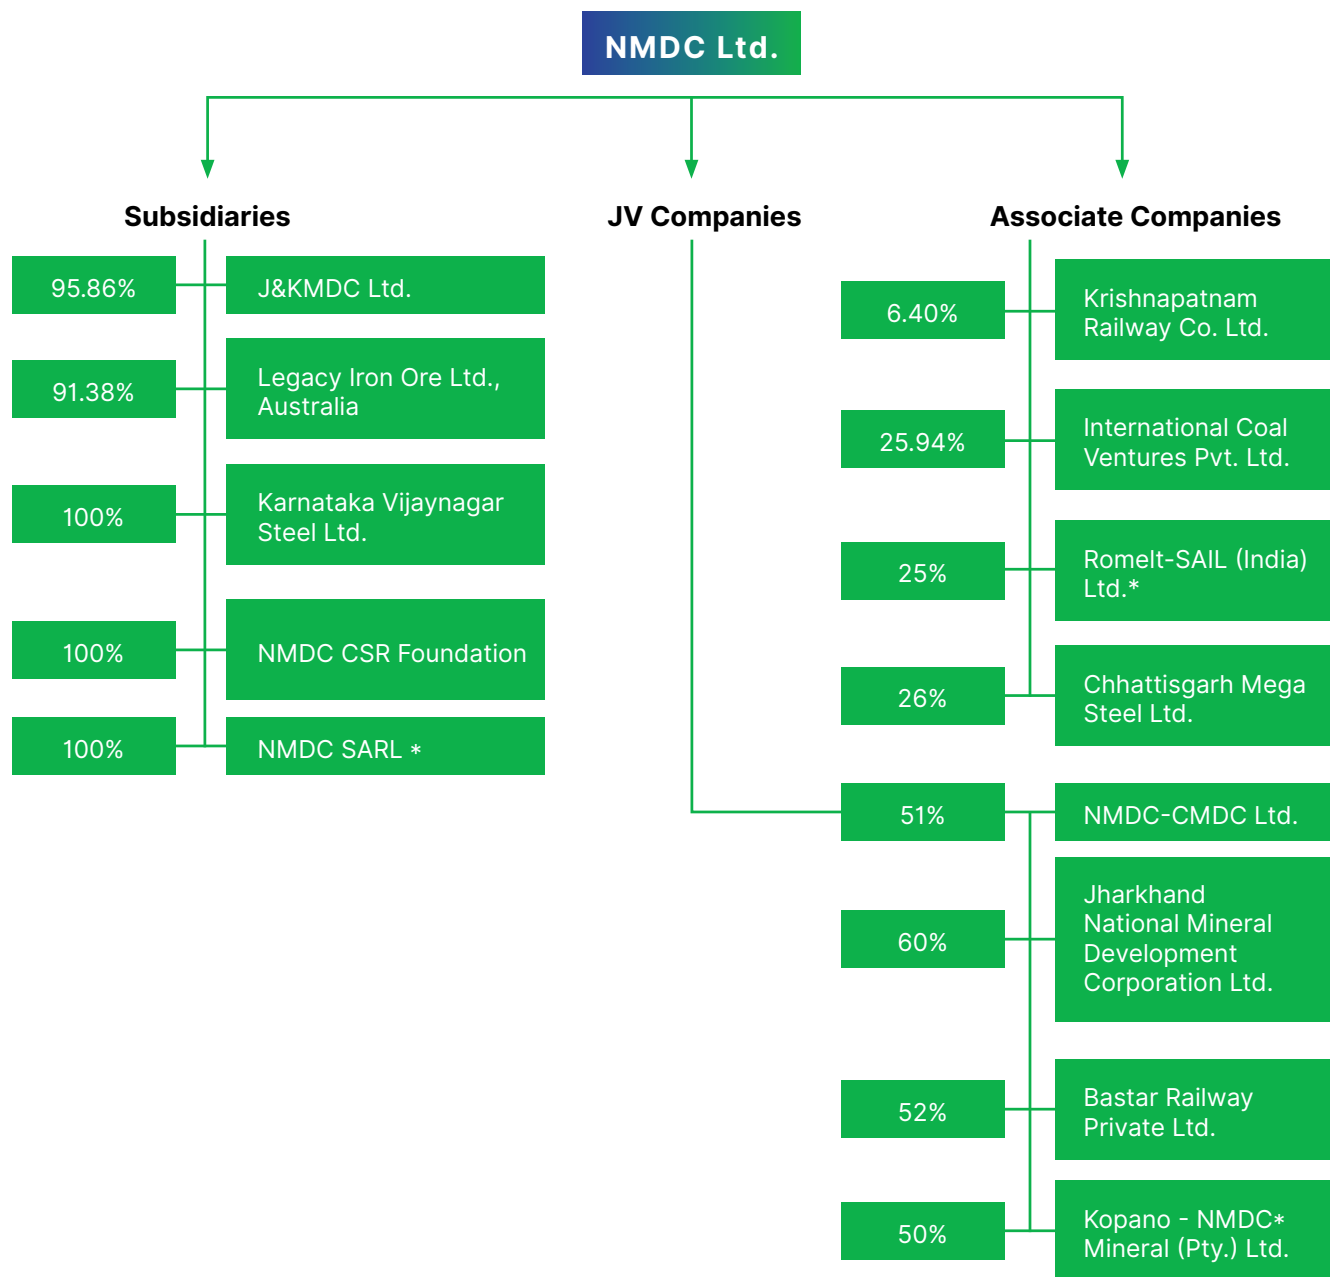 NMDC Ltd.
Subsidiaries
95.86%
J&KMDC Ltd.
91.38%
Legacy Iron Ore Ltd.,
Australia
100%
Karnataka Vijaynagar
Steel Ltd.
100%
NMDC CSR Foundation
100%
NMDC SARL *
JV Companies
Associate Companies
6.40%
Krishnapatnam
Railway Co. Ltd.
25.94%
International Coal
Ventures Pvt. Ltd.
25%
Romelt-SAIL (India)
Ltd.*
26%
Chhattisgarh Mega
Steel Ltd.
51%
NMDC-CMDC Ltd.
60%
Jharkhand
National Mineral
Development
Corporation Ltd.
52%
Bastar Railway
Private Ltd.
50%
Kopano - NMDC*
Mineral (Pty.) Ltd.